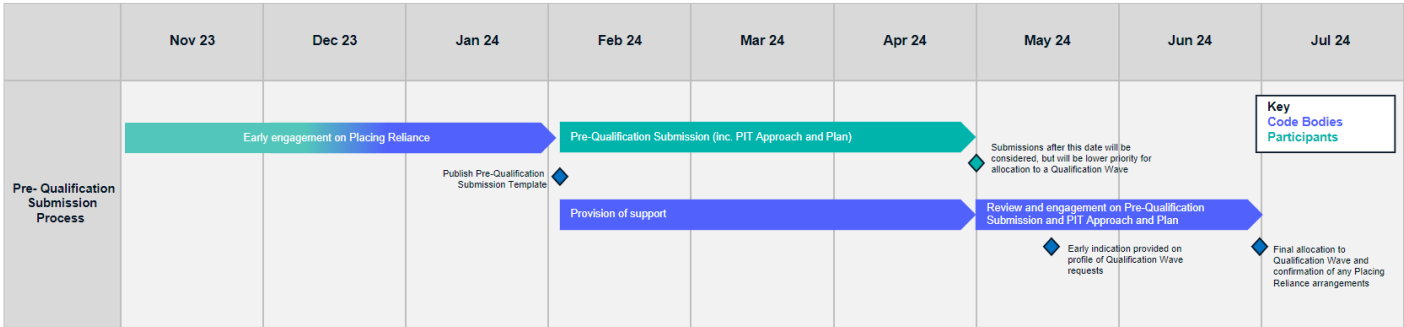 Nov 23
Dec 23
Jan 24
Feb 24
Mar 24
Apr 24
May 24
Jun 24
Jul 24
Pre- Qualification
Submission
Process
Early engagement on Placing Reliance
Pre-Qualification Submission (inc. PIT Approach and Plan)
Key
Code Bodies
Participants
Submissions after this date will be
considered, but will be lower priority for
allocation to a Qualification Wave
Publish Pre-Qualification
Submission Template
Provision of support
Review and engagement on Pre-Qualification
Submission and PIT Approach and Plan
Early indication provided on
profile of Qualification Wave
requests
Final allocation to
Qualification Wave and
confirmation of any Placing
Reliance arrangements